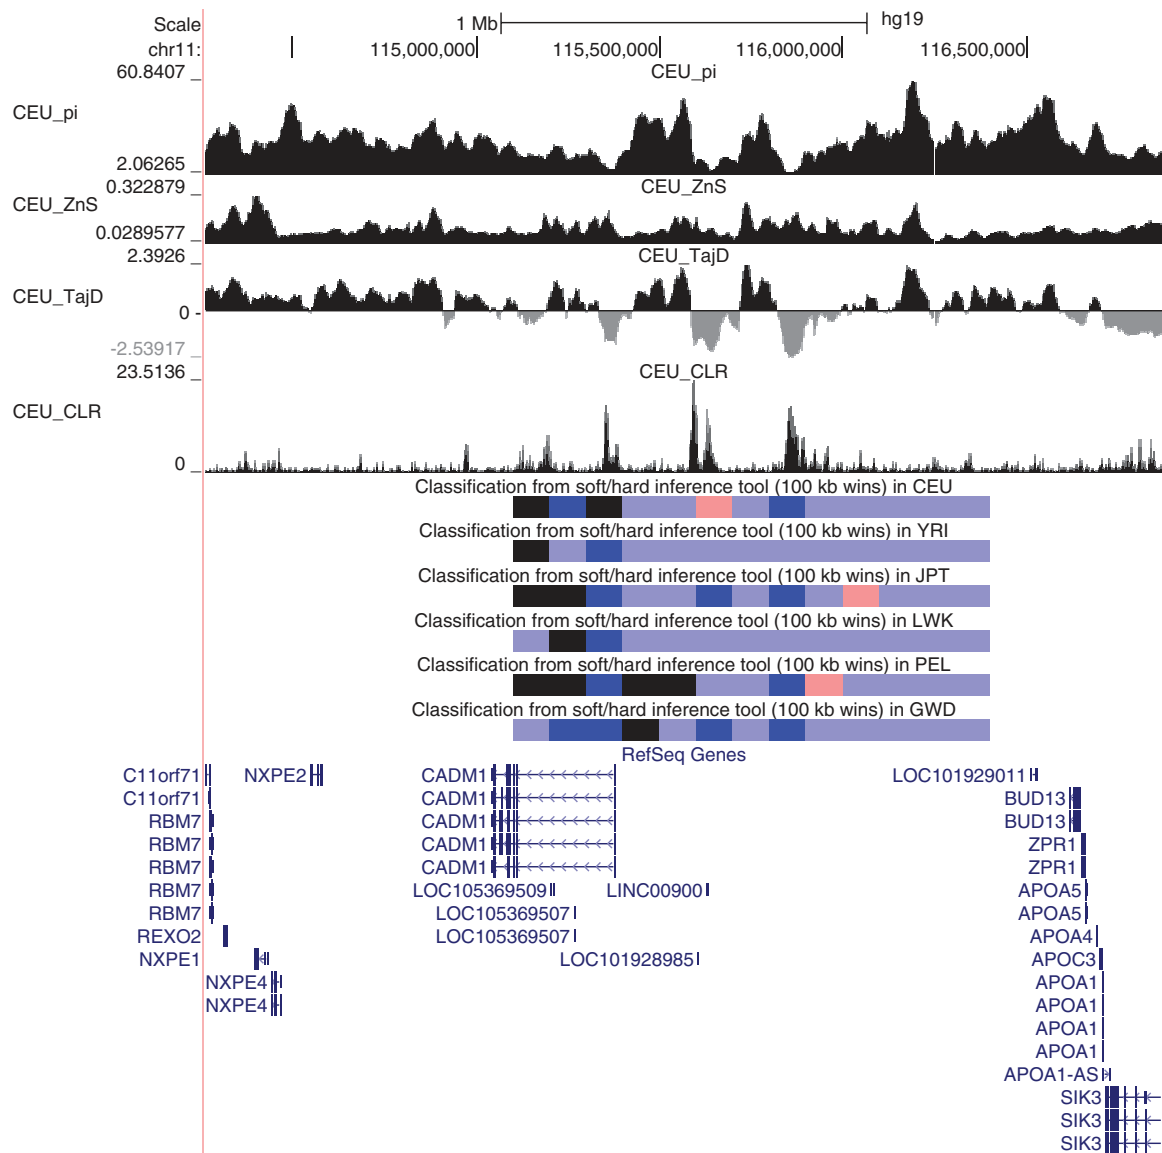 Scale 1 Mb hg19
chr11: 115,000,000 115,500,000 116,000,000 116,500,000
60.8407 _ CEU_pi
CEU_pi
2.06265 _
0.322879 _ CEU_ZnS
CEU_ZnS
0.0289577 _
2.3926 _ CEU_TajD
CEU_TajD
0 -
-2.53917 _
23.5136 _ CEU_CLR
CEU_CLR
0 _
Classification from soft/hard inference tool (100 kb wins) in CEU
Classification from soft/hard inference tool (100 kb wins) in YRI
Classification from soft/hard inference tool (100 kb wins) in JPT
Classification from soft/hard inference tool (100 kb wins) in LWK
Classification from soft/hard inference tool (100 kb wins) in PEL
Classification from soft/hard inference tool (100 kb wins) in GWD
RefSeq Genes
C11orf71 NXPE2 CADM1 LOC101929011
C11orf71 CADM1 BUD13
RBM7 CADM1 BUD13
RBM7 CADM1 ZPR1
RBM7 CADM1 ZPR1
RBM7 LOC105369509 LINC00900 APOA5
RBM7 LOC105369507 APOA5
REXO2 LOC105369507 APOA4
NXPE1 LOC101928985 APOC3
NXPE4 APOA1
NXPE4 APOA1
APOA1
APOA1
APOA1-AS
SIK3
SIK3
SIK3